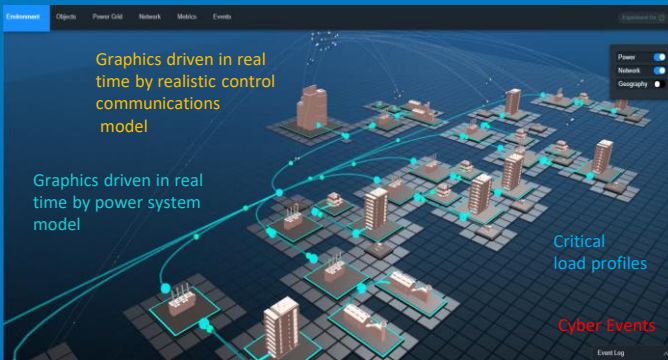 Environment Objects Power Grid Network Metrics Events
Graphics driven in real
time by realistic control
communications
model
Power
Network
Geography
Graphics driven in real
time by power system
model
Critical
load profiles
Cyber Events
Event Log